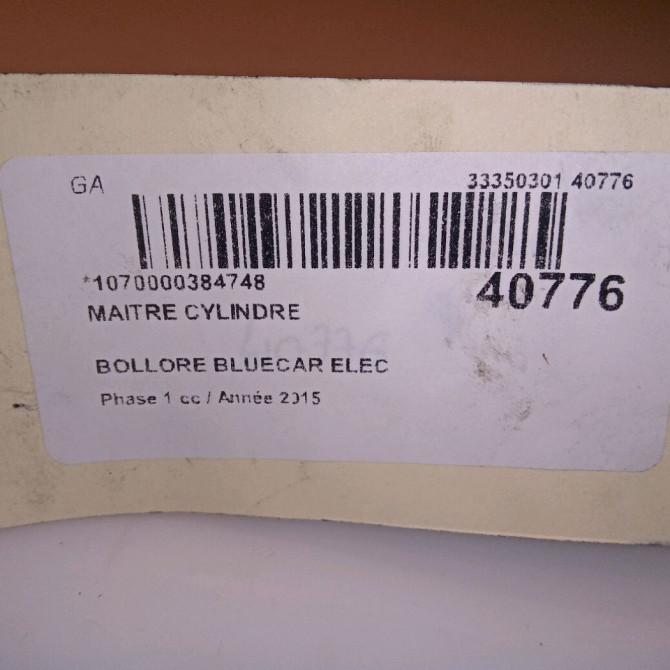 GA 33350301 40776
*1070000384748
40776
MAITRE CYLINDRE
BOLLORE BLUECAR ELEC
Phase 1 cc / Année 2015